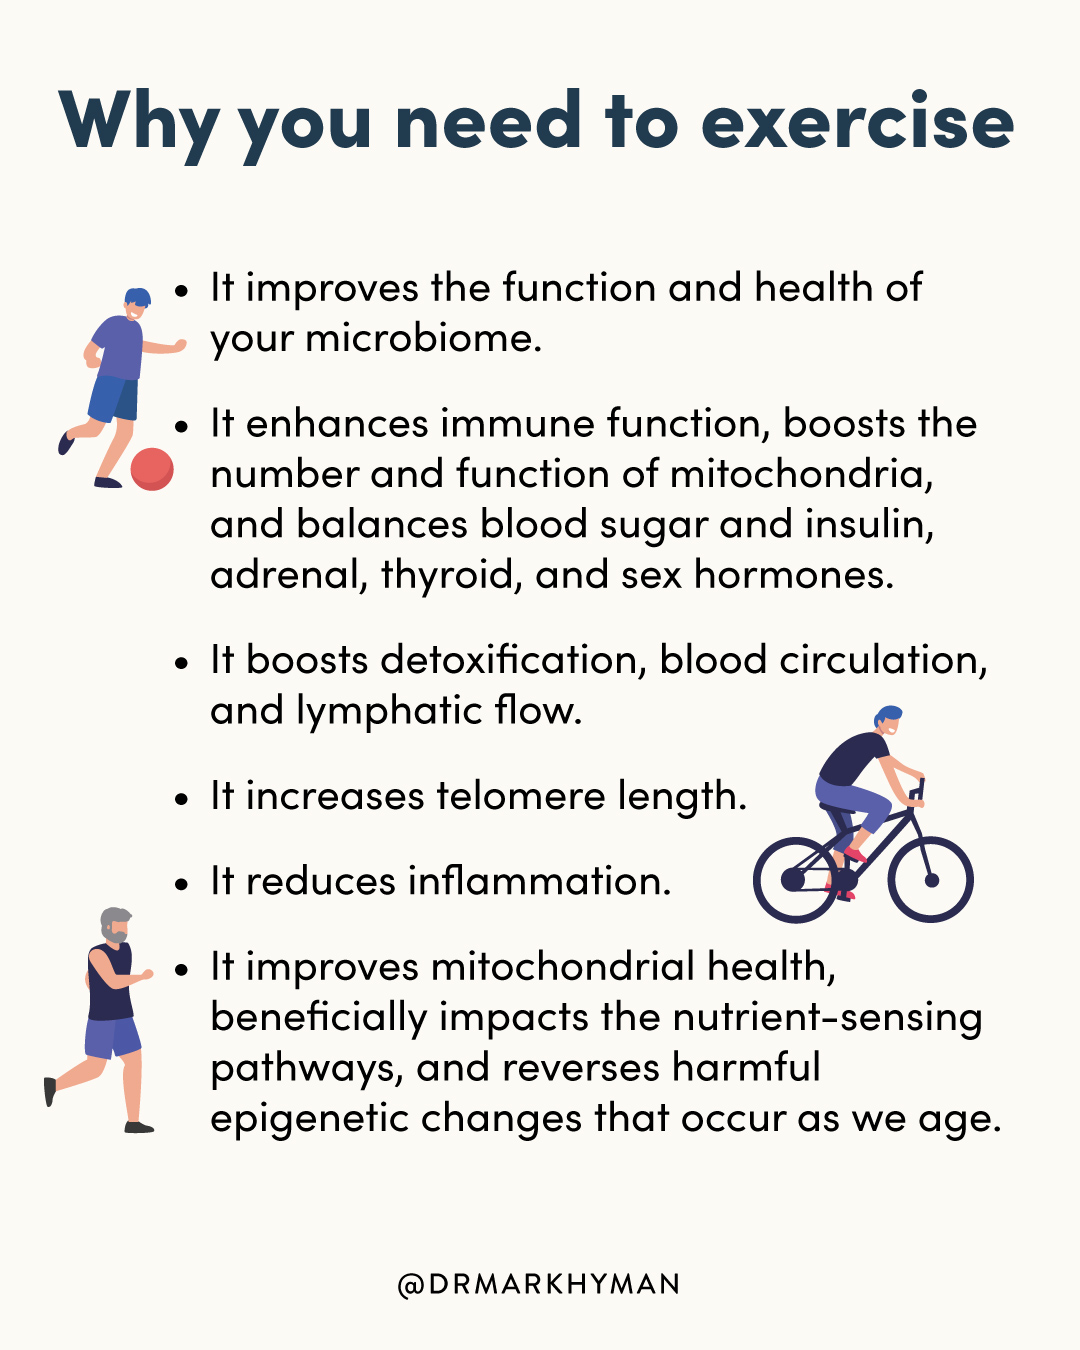 Why you need to exercise
• It improves the function and health of
your microbiome.
• It enhances immune function, boosts the
number and function of mitochondria,
and balances blood sugar and insulin,
adrenal, thyroid, and sex hormones.
• It boosts detoxification, blood circulation,
and lymphatic flow.
• It increases telomere length.
• It reduces inflammation.
• It improves mitochondrial health,
beneficially impacts the nutrient-sensing
pathways, and reverses harmful
epigenetic changes that occur as we age.
@DRMARKHYMAN